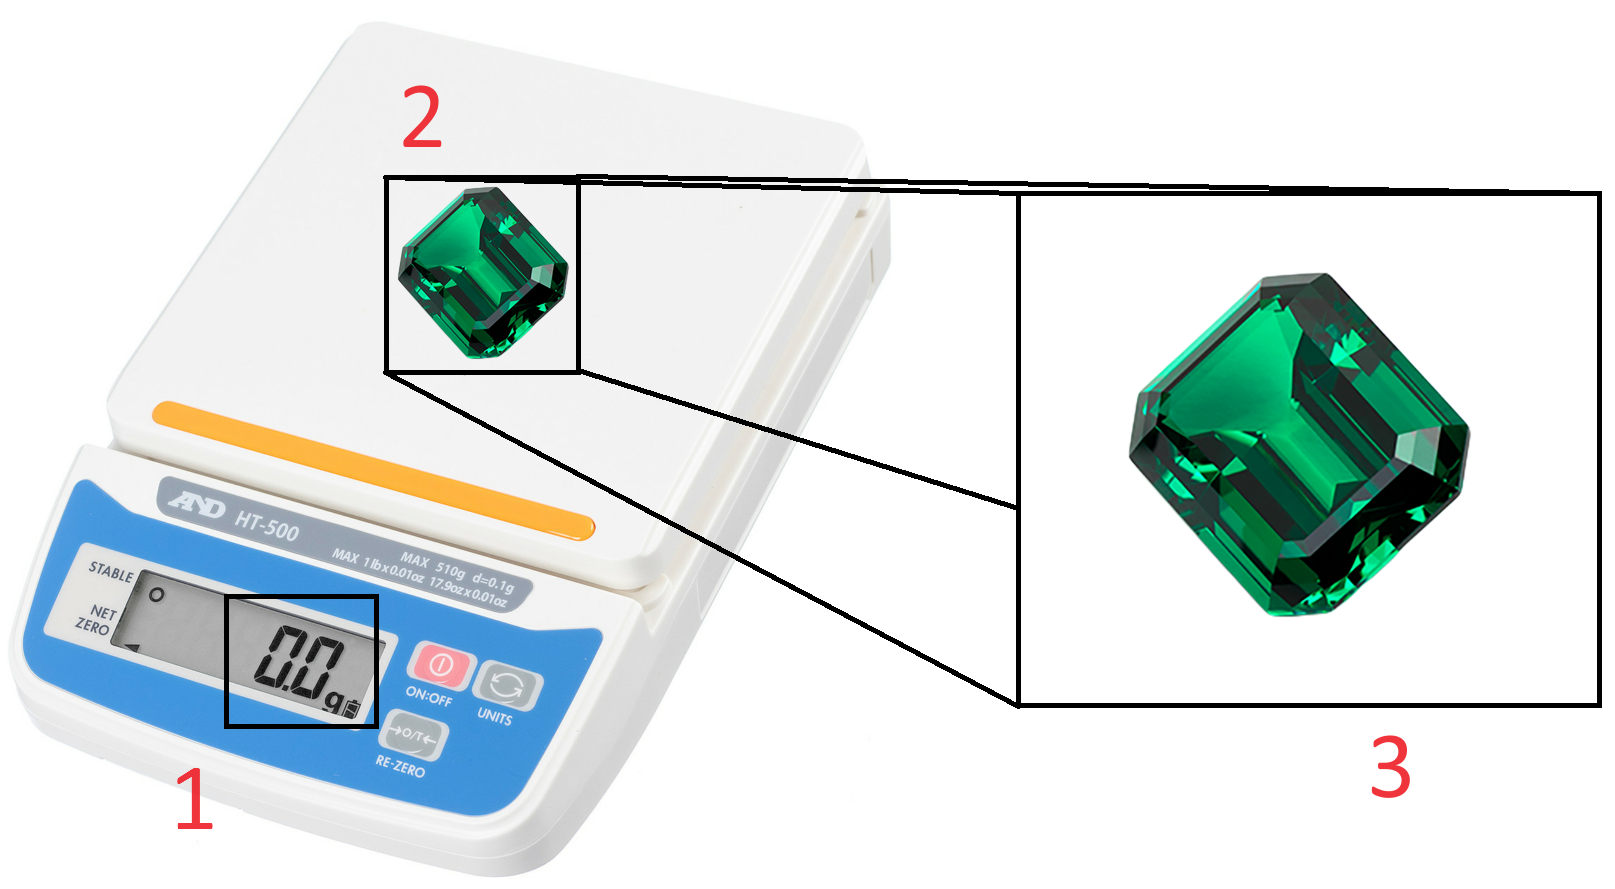 2
AND HT-500
MAX 510g d=0.1g
MAX 1lbx0.01oz 17.9ozx0.01oz
STABLE
NET
ZERO
0.0g
ON:OFF
UNITS
→O/T←
RE-ZERO
1
3